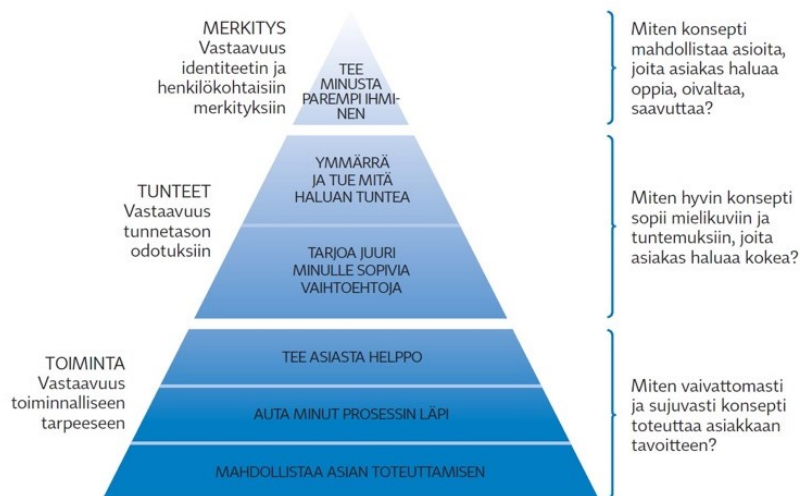 MERKITYS
Vastaavuus
identiteetin ja
henkilökohtaisiin
merkityksiin
TEE
MINUSTA
PAREMPI IHMI-
NEN
Miten konsepti
mahdollistaa asioita,
joita asiakas haluaa
oppia, oivaltaa,
saavuttaa?
TUNTEET
Vastaavuus
tunnetason
odotuksiin
YMMÄRRÄ
JA TUE MITÄ
HALUAN TUNTEA
TARJOA JUURI
MINULLE SOPIVIA
VAIHTOEHTOJA
Miten hyvin konsepti
sopii mielikuviin ja
tuntemuksiin, joita
asiakas haluaa kokea?
TOIMINTA
Vastaavuus
toiminnalliseen
tarpeeseen
TEE ASIASTA HELPPO
AUTA MINUT PROSESSIN LÄPI
MAHDOLLISTAA ASIAN TOTEUTTAMISEN
Miten vaivattomasti
ja sujuvasti konsepti
toteuttaa asiakkaan
tavoitteen?